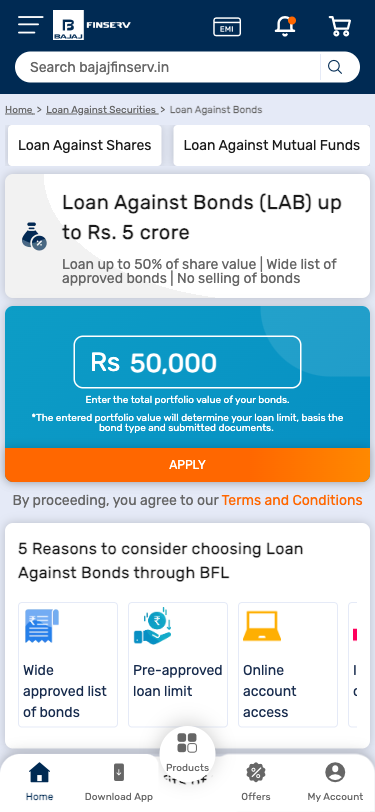 B
BAJAJ
FINSERV
EMI
Search bajajfinserv.in
Home > Loan Against Securities > Loan Against Bonds
Loan Against Shares
Loan Against Mutual Funds
Loan Against Bonds (LAB) up
to Rs. 5 crore
Loan up to 50% of share value | Wide list of
approved bonds | No selling of bonds
Rs 50,000
Enter the total portfolio value of your bonds.
*The entered portfolio value will determine your loan limit, basis the
bond type and submitted documents.
APPLY
By proceeding, you agree to our Terms and Conditions
5 Reasons to consider choosing Loan
Against Bonds through BFL
Wide
approved list
of bonds
Pre-approved
loan limit
Online
account
access
Products
Home
Download App
Offers
My Account